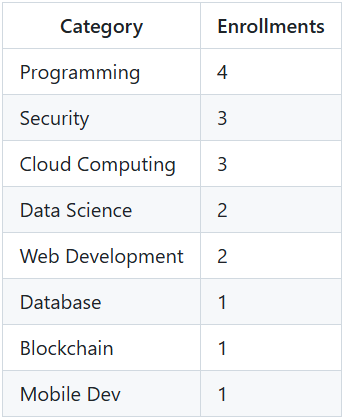 Category Enrollments
Programming 4
Security 3
Cloud Computing 3
Data Science 2
Web Development 2
Database 1
Blockchain 1
Mobile Dev 1